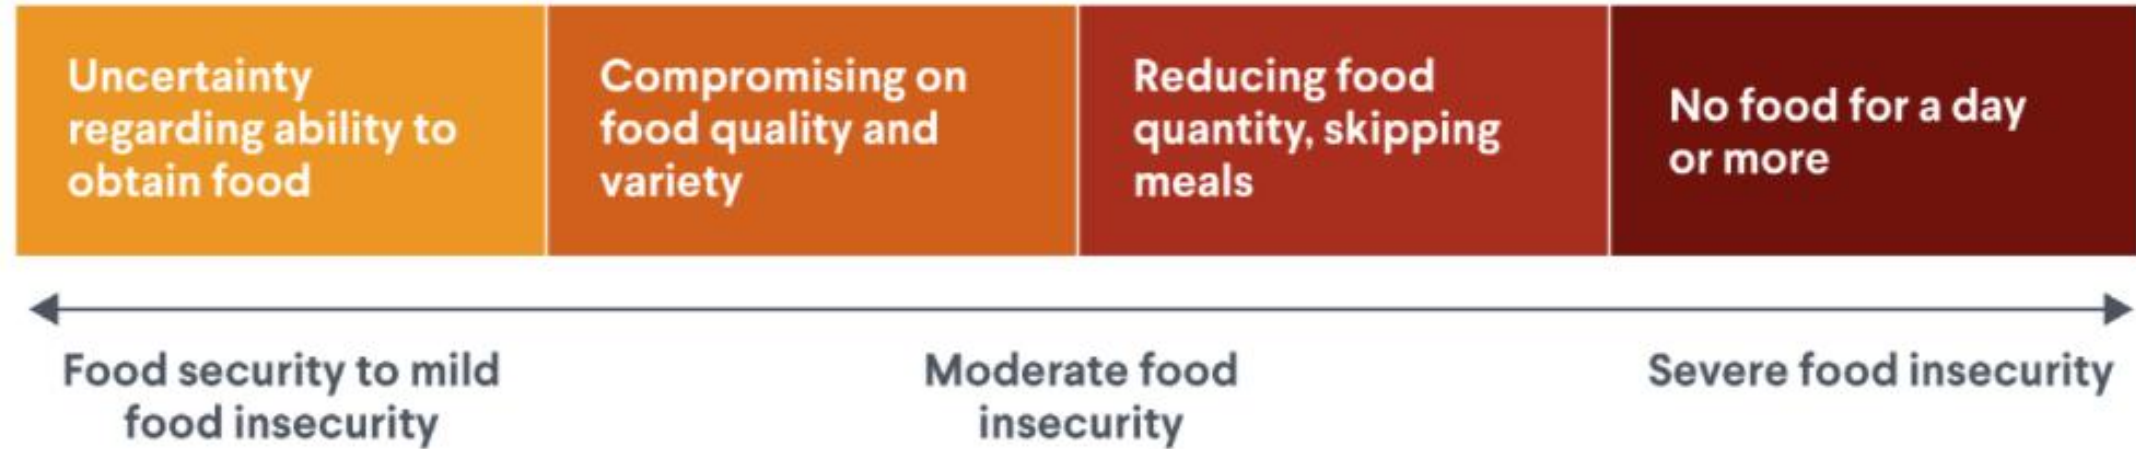 Uncertainty
regarding ability to
obtain food
Compromising on
food quality and
variety
Reducing food
quantity, skipping
meals
No food for a day
or more
Food security to mild
food insecurity
Moderate food
insecurity
Severe food insecurity